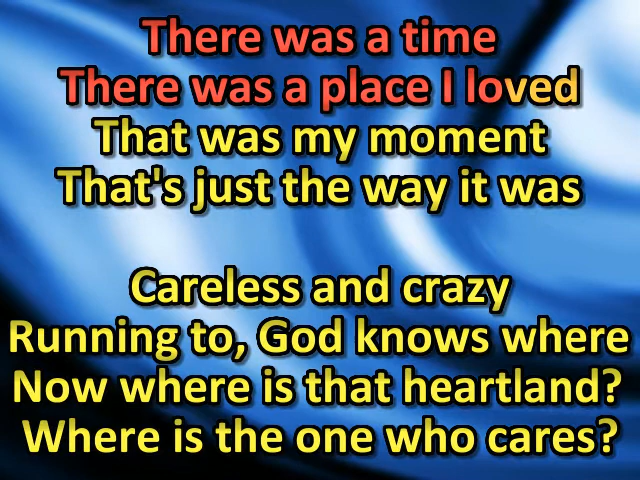 There was a time
There was a place I loved
That was my moment
That's just the way it was
Careless and crazy
Running to, God knows where
Now where is that heartland?
Where is the one who cares?